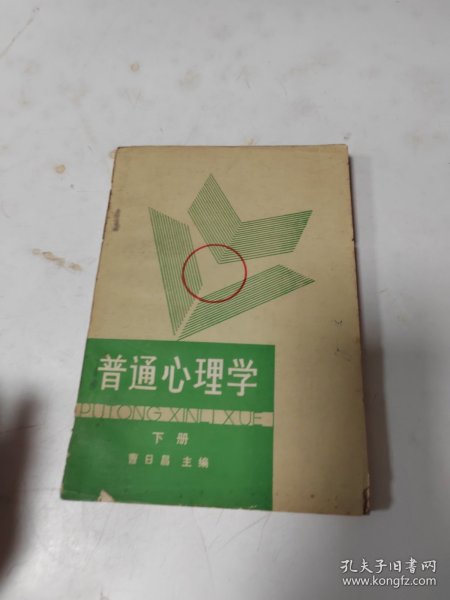 普通心理学
PUTONG XINLI XUE
下册
曹日昌 主编
孔夫子旧书网
www.kongfz.com